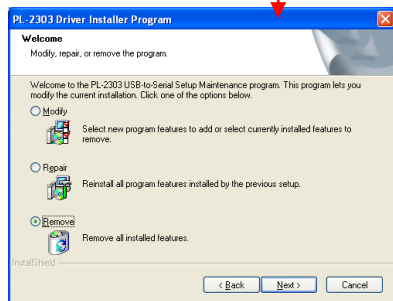 PL-2303 Driver Installer Program
Welcome
Modify, repair, or remove the program.
Welcome to the PL-2303 USB-to-Serial Setup Maintenance program. This program lets you
modify the current installation. Click one of the options below.
Modify
Select new program features to add or select currently installed features to
remove.
Repair
Reinstall all program features installed by the previous setup.
Remove
Remove all installed features.
InstallShield
< Back Next > Cancel